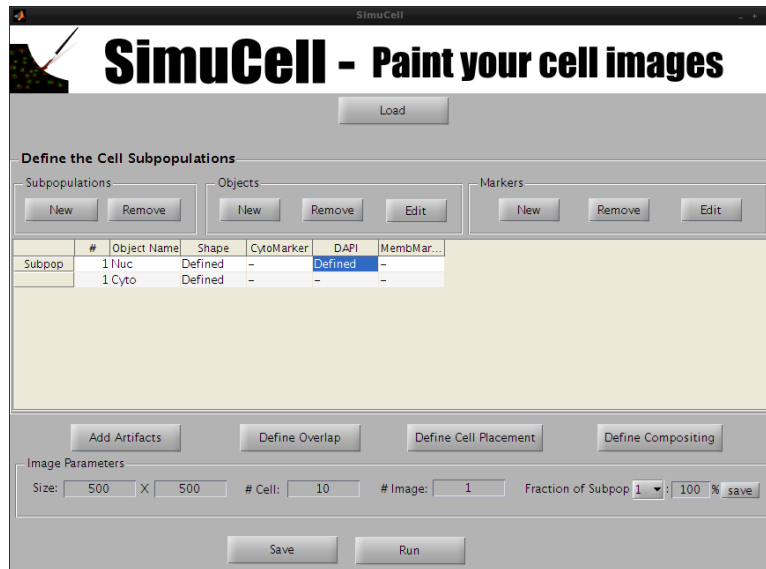 SimuCell
SimuCell - Paint your cell images
Load
Define the Cell Subpopulations
Subpopulations Objects Markers
New Remove New Remove Edit New Remove Edit
# Object Name Shape CytoMarker DAPI MembMar...
Subpop 1 Nuc Defined - Defined -
1 Cyto Defined - - -
Add Artifacts Define Overlap Define Cell Placement Define Compositing
Image Parameters
Size: 500 X 500 # Cell: 10 # Image: 1 Fraction of Subpop 1 : 100 % save
Save Run